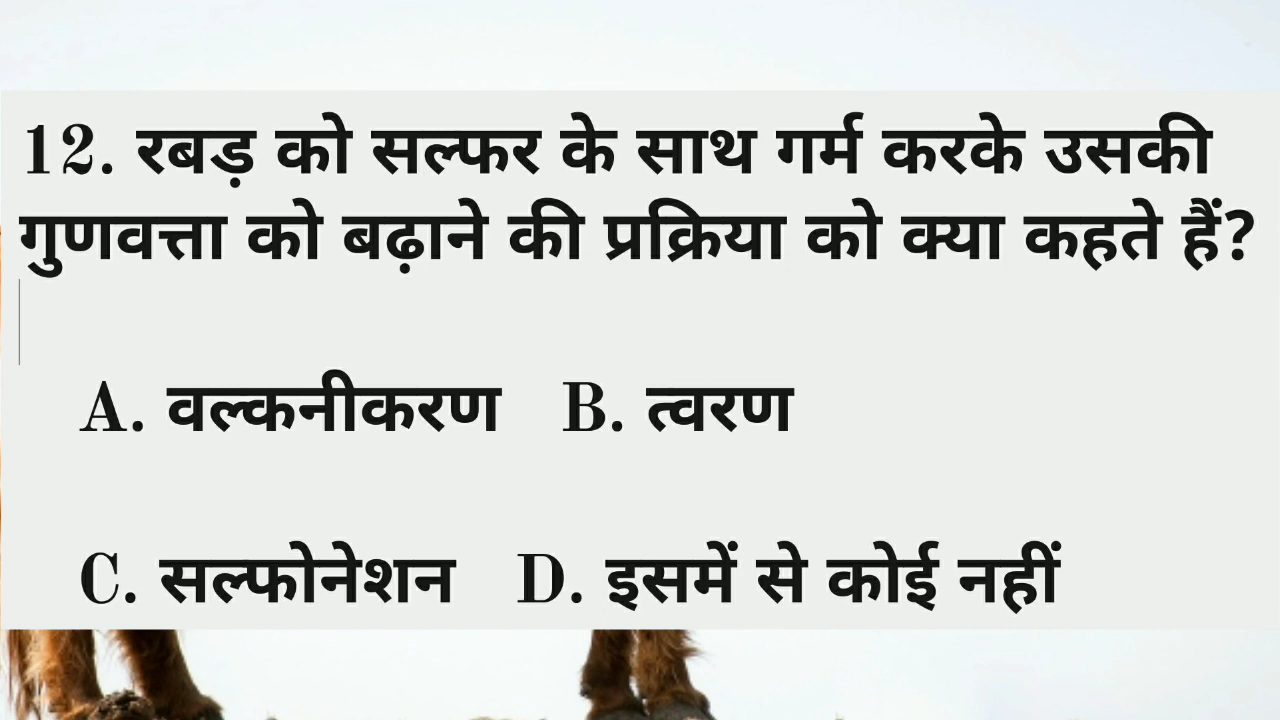 12. रबड़ को सल्फर के साथ गर्म करके उसकी
गुणवत्ता को बढ़ाने की प्रक्रिया को क्या कहते हैं?
A. वल्कनीकरण B. त्वरण
C. सल्फोनेशन D. इसमें से कोई नहीं